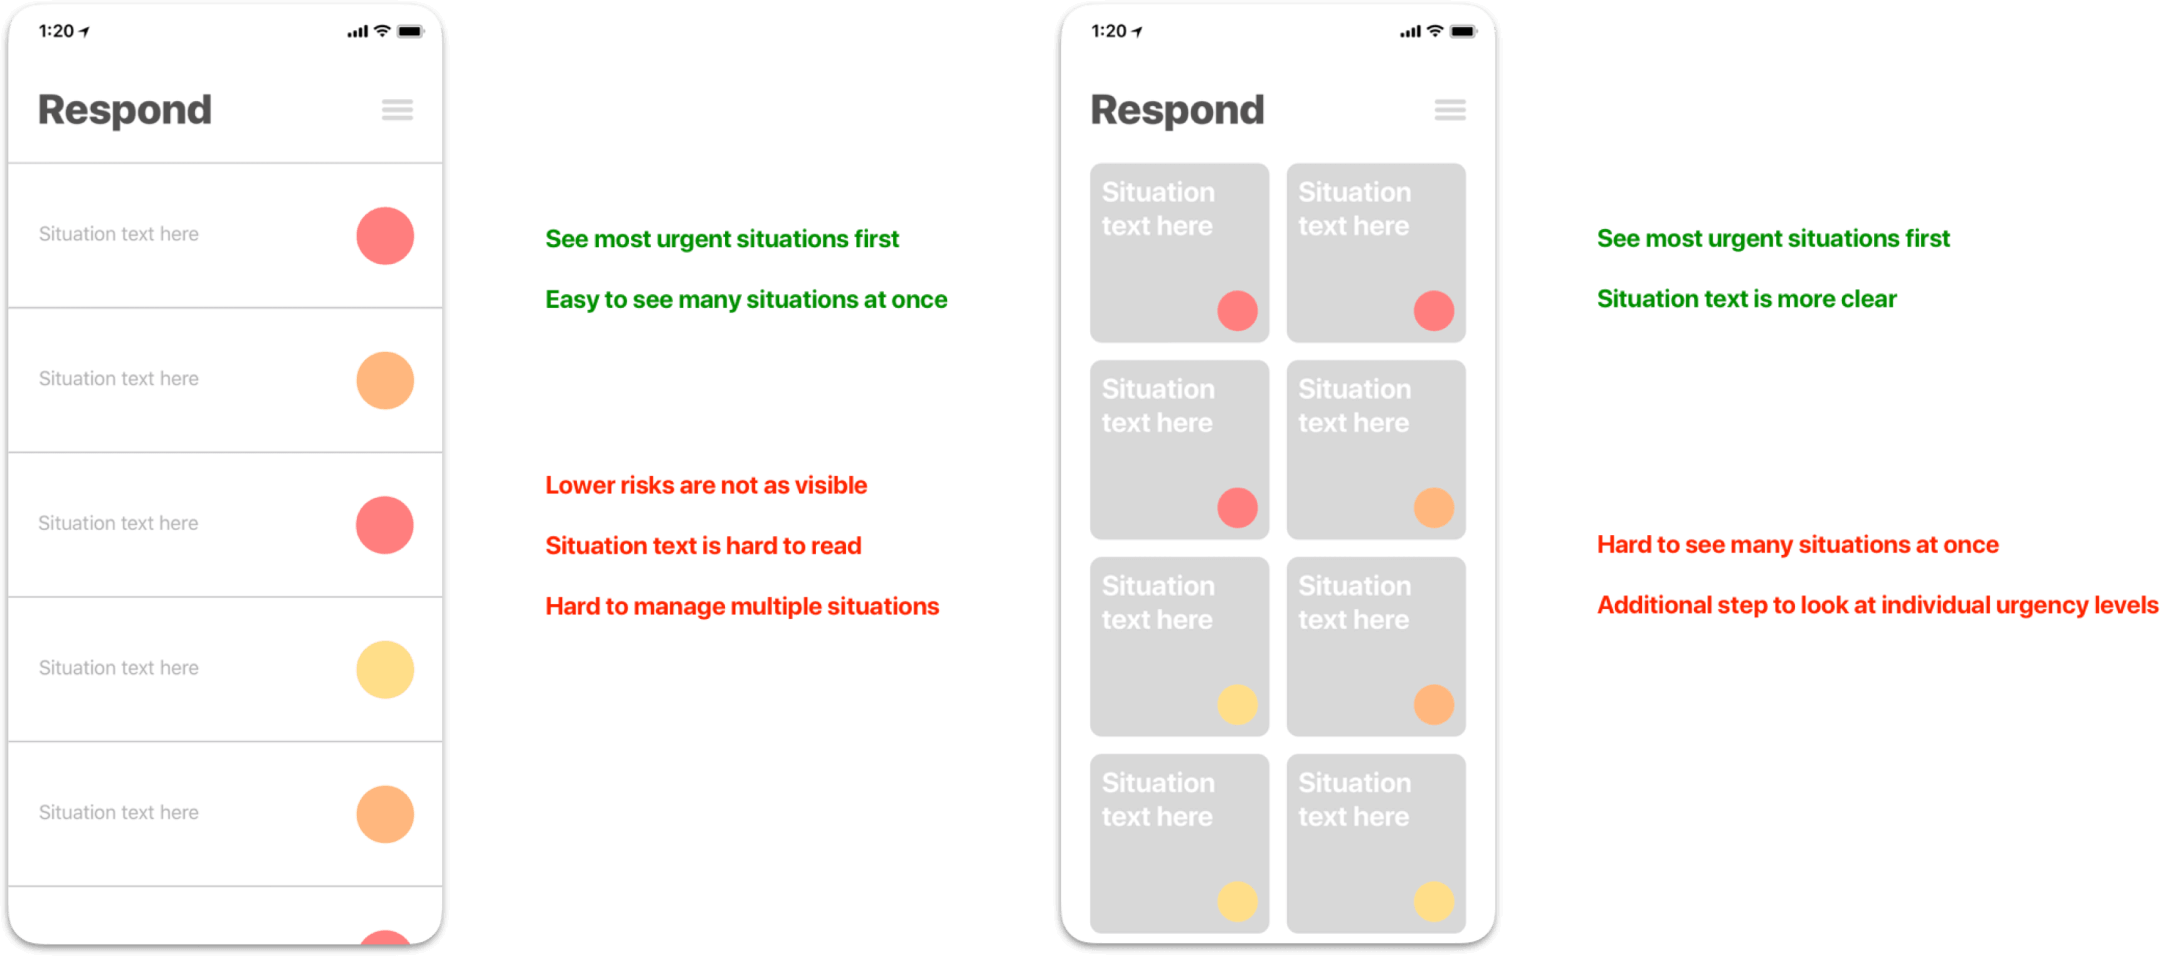 1:20
Respond
Situation text here
Situation text here
Situation text here
Situation text here
Situation text here
See most urgent situations first
Easy to see many situations at once
Lower risks are not as visible
Situation text is hard to read
Hard to manage multiple situations
1:20
Respond
Situation
text here
Situation
text here
Situation
text here
Situation
text here
Situation
text here
Situation
text here
Situation
text here
Situation
text here
See most urgent situations first
Situation text is more clear
Hard to see many situations at once
Additional step to look at individual urgency levels